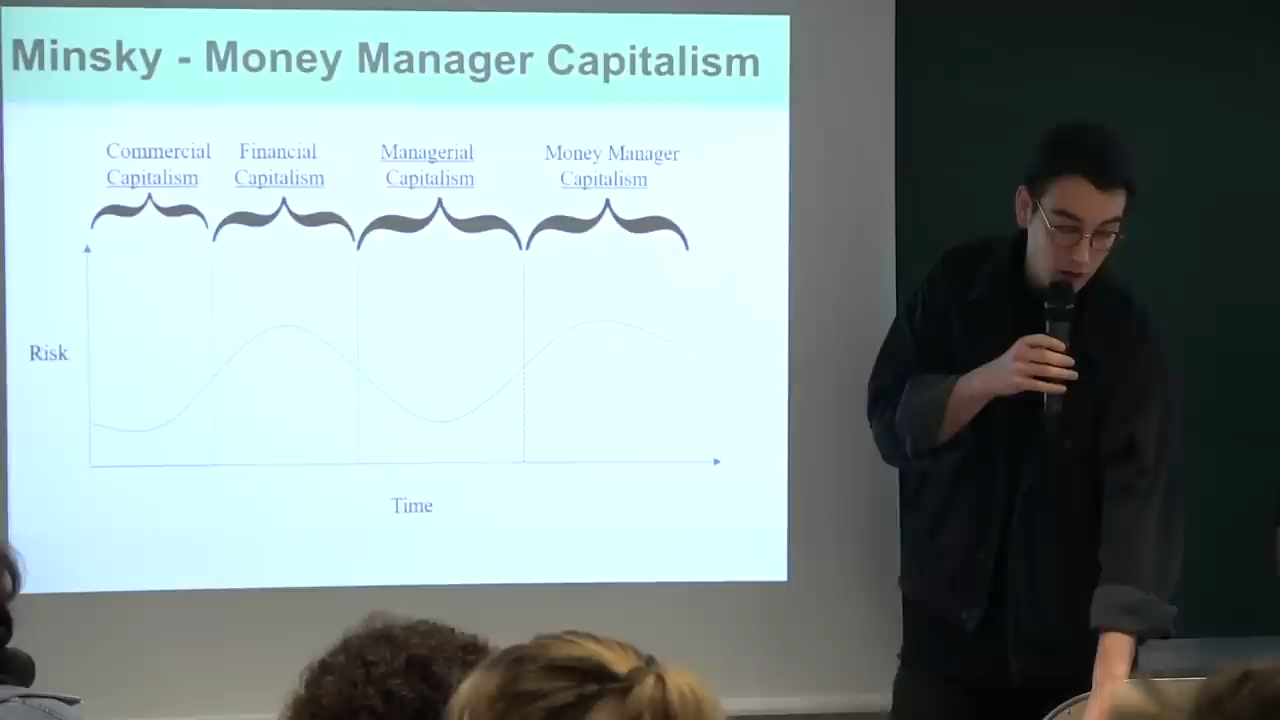 Minsky - Money Manager Capitalism
Commercial
Capitalism
Financial
Capitalism
Managerial
Capitalism
Money Manager
Capitalism
Risk
Time